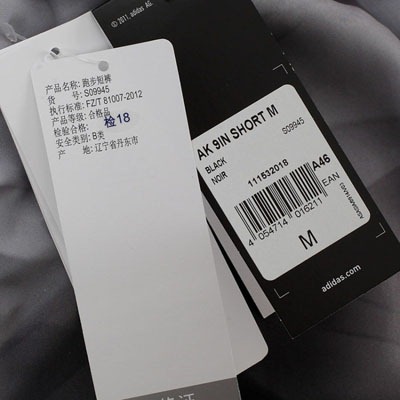 产品名称: 跑步短裤
货 号: S09945
执行标准: FZ/T 81007-2012
产品等级: 合格品
检验合格: 检18
安全类别: B类
产 地: 辽宁省丹东市
© 2011, adidas AG
AK 9IN SHORT M
S09945
BLACK
NOIR
111532018
A46
4 054714 016211
EAN
M
adidas.com